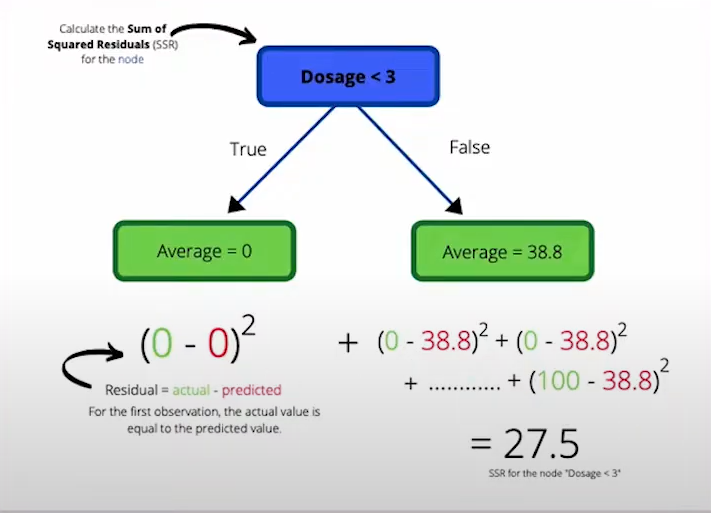 Calculate the Sum of
Squared Residuals (SSR)
for the node
Dosage < 3
True
False
Average = 0
Average = 38.8
(0 - 0)²
+ (0 - 38.8)² + (0 - 38.8)²
+ ............ + (100 - 38.8)²
Residual = actual - predicted
For the first observation, the actual value is
equal to the predicted value.
= 27.5
SSR for the node "Dosage < 3"